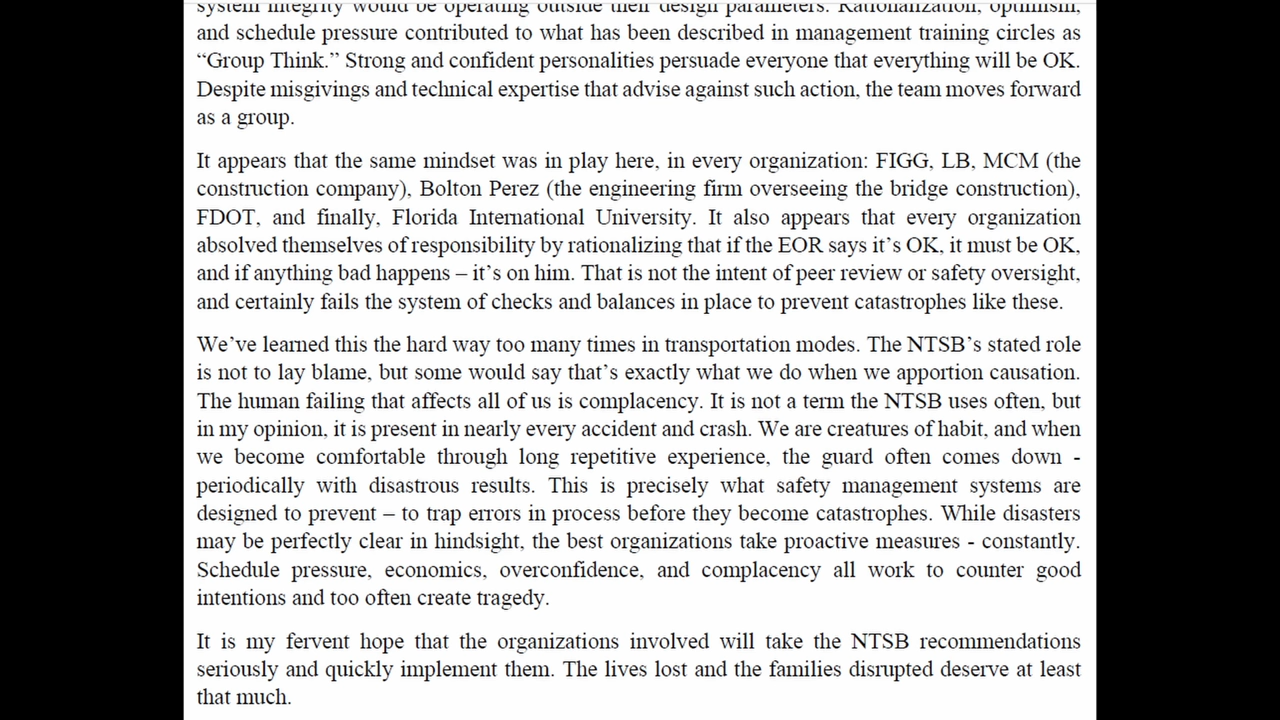 system integrity would be operating outside their design parameters. Rationalization, optimism,
and schedule pressure contributed to what has been described in management training circles as
“Group Think.” Strong and confident personalities persuade everyone that everything will be OK.
Despite misgivings and technical expertise that advise against such action, the team moves forward
as a group.
It appears that the same mindset was in play here, in every organization: FIGG, LB, MCM (the
construction company), Bolton Perez (the engineering firm overseeing the bridge construction),
FDOT, and finally, Florida International University. It also appears that every organization
absolved themselves of responsibility by rationalizing that if the EOR says it’s OK, it must be OK,
and if anything bad happens – it’s on him. That is not the intent of peer review or safety oversight,
and certainly fails the system of checks and balances in place to prevent catastrophes like these.
We’ve learned this the hard way too many times in transportation modes. The NTSB’s stated role
is not to lay blame, but some would say that’s exactly what we do when we apportion causation.
The human failing that affects all of us is complacency. It is not a term the NTSB uses often, but
in my opinion, it is present in nearly every accident and crash. We are creatures of habit, and when
we become comfortable through long repetitive experience, the guard often comes down -
periodically with disastrous results. This is precisely what safety management systems are
designed to prevent – to trap errors in process before they become catastrophes. While disasters
may be perfectly clear in hindsight, the best organizations take proactive measures - constantly.
Schedule pressure, economics, overconfidence, and complacency all work to counter good
intentions and too often create tragedy.
It is my fervent hope that the organizations involved will take the NTSB recommendations
seriously and quickly implement them. The lives lost and the families disrupted deserve at least
that much.